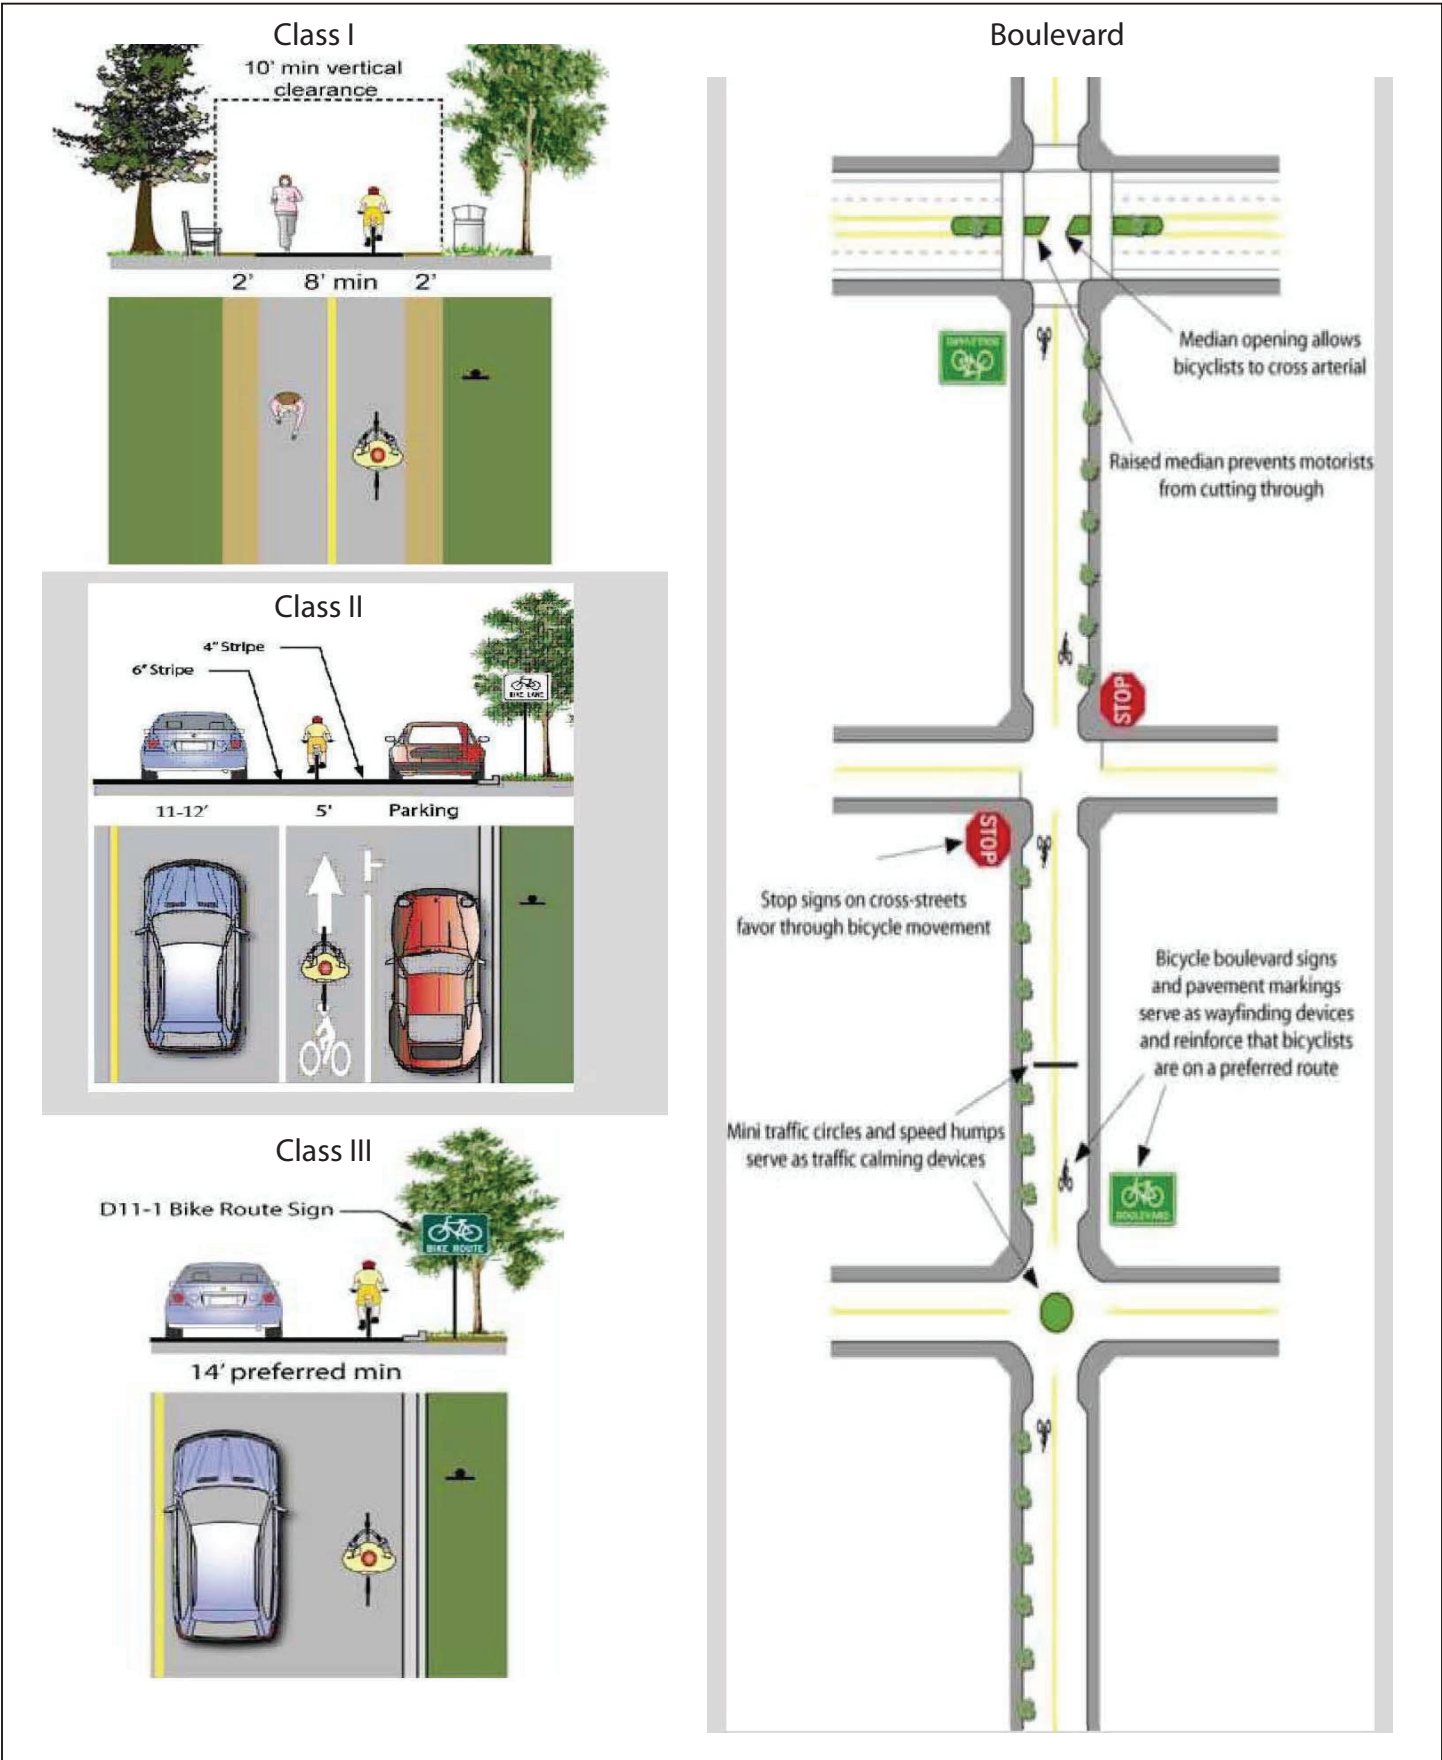 Class I
10' min vertical
clearance
2' 8' min 2'
Class II
4" Stripe
6" Stripe
BIKE LANE
11-12' 5' Parking
Class III
D11-1 Bike Route Sign
BIKE ROUTE
14' preferred min
Boulevard
BOULEVARD
Median opening allows
bicyclists to cross arterial
Raised median prevents motorists
from cutting through
STOP
STOP
Stop signs on cross-streets
favor through bicycle movement
Bicycle boulevard signs
and pavement markings
serve as wayfinding devices
and reinforce that bicyclists
are on a preferred route
Mini traffic circles and speed humps
serve as traffic calming devices
BOULEVARD